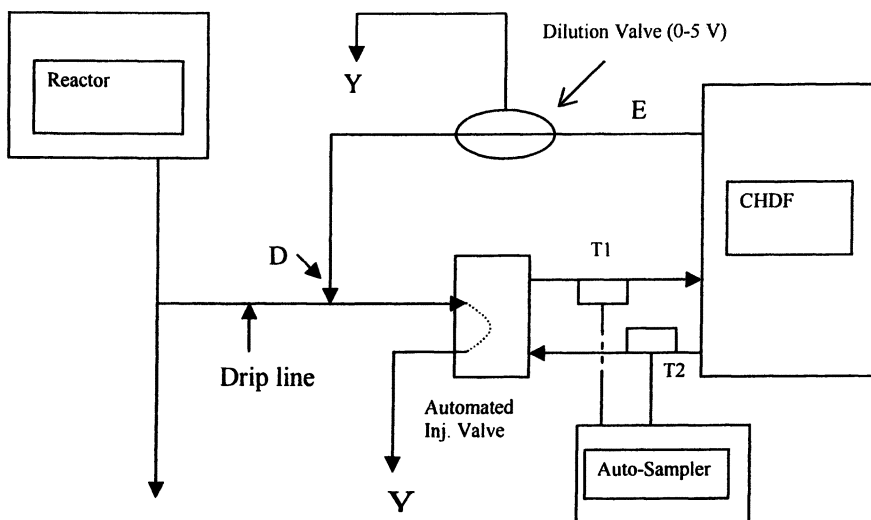 Dilution Valve (0-5 V)
Reactor
Y
E
CHDF
D
T1
Drip line
T2
Automated
Inj. Valve
Auto-Sampler
Y